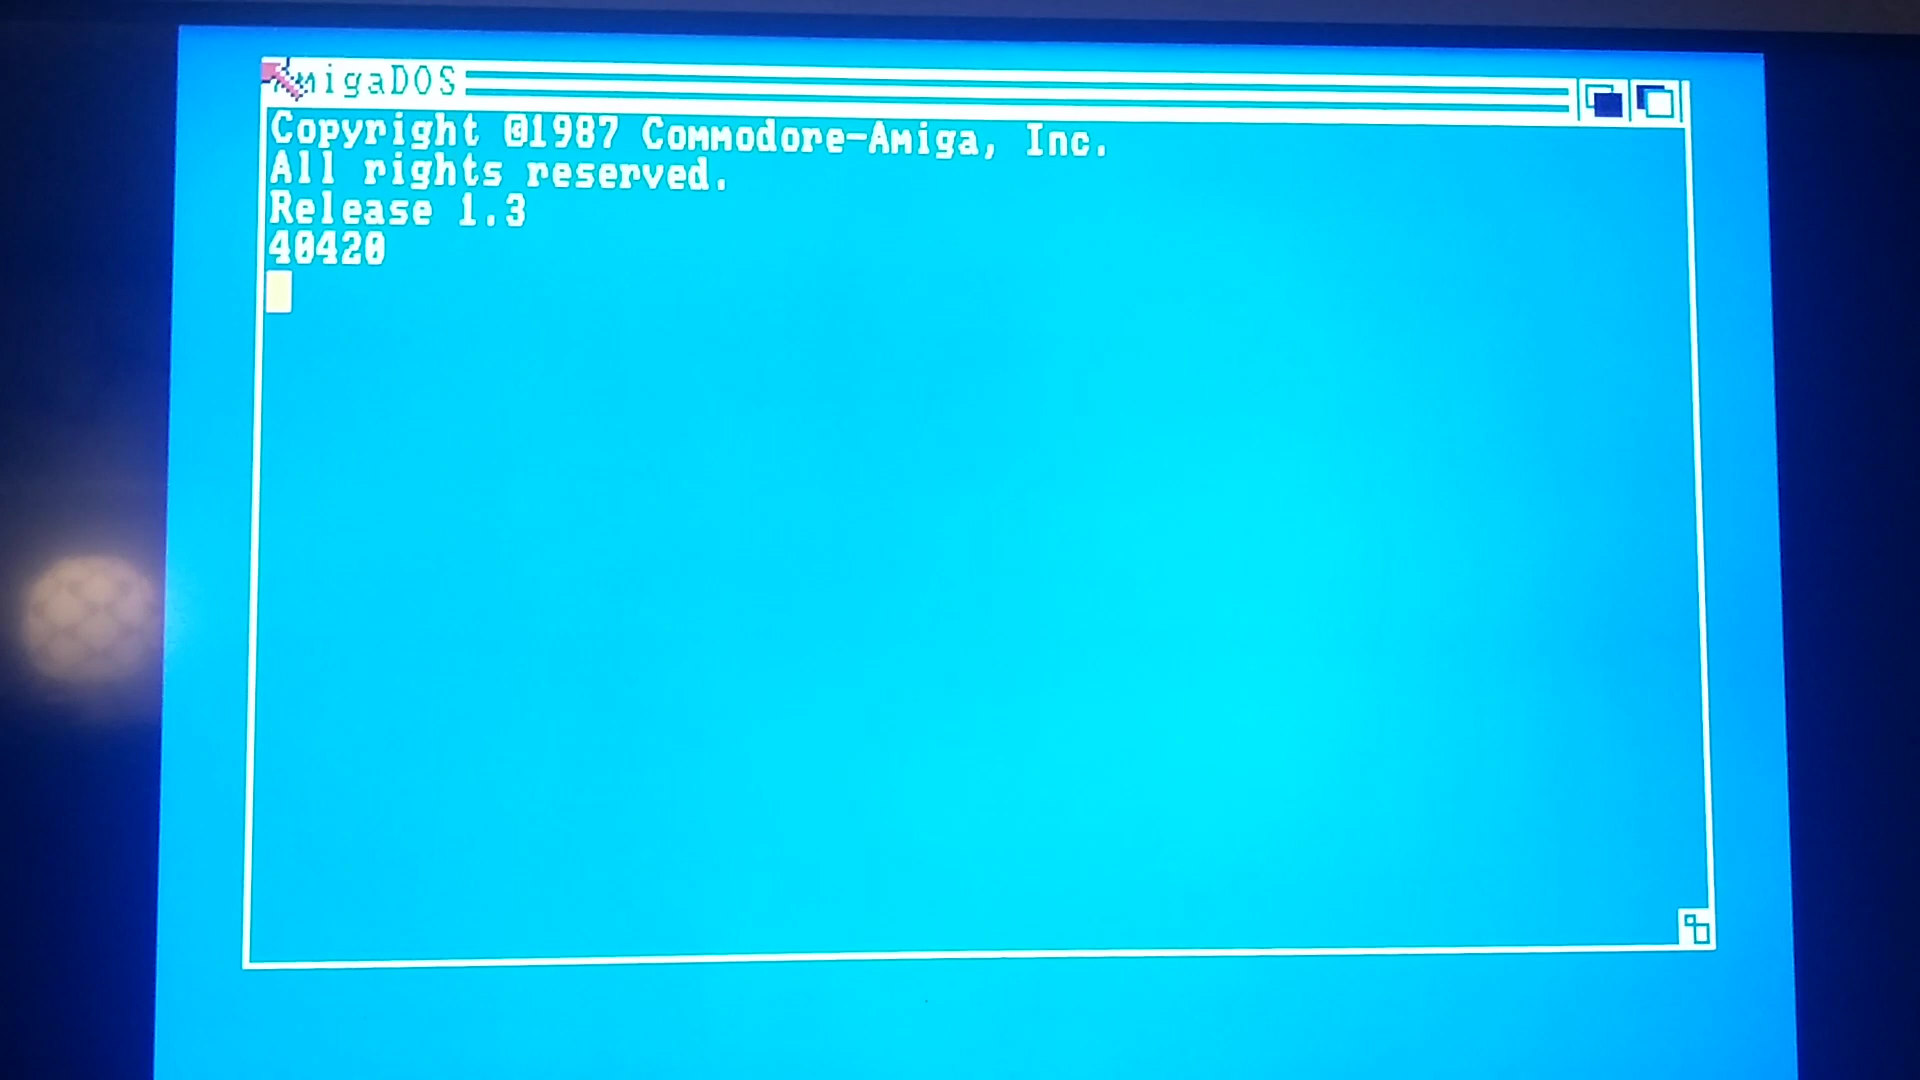 AmigaDOS
Copyright ©1987 Commodore-Amiga, Inc.
All rights reserved.
Release 1.3
40420